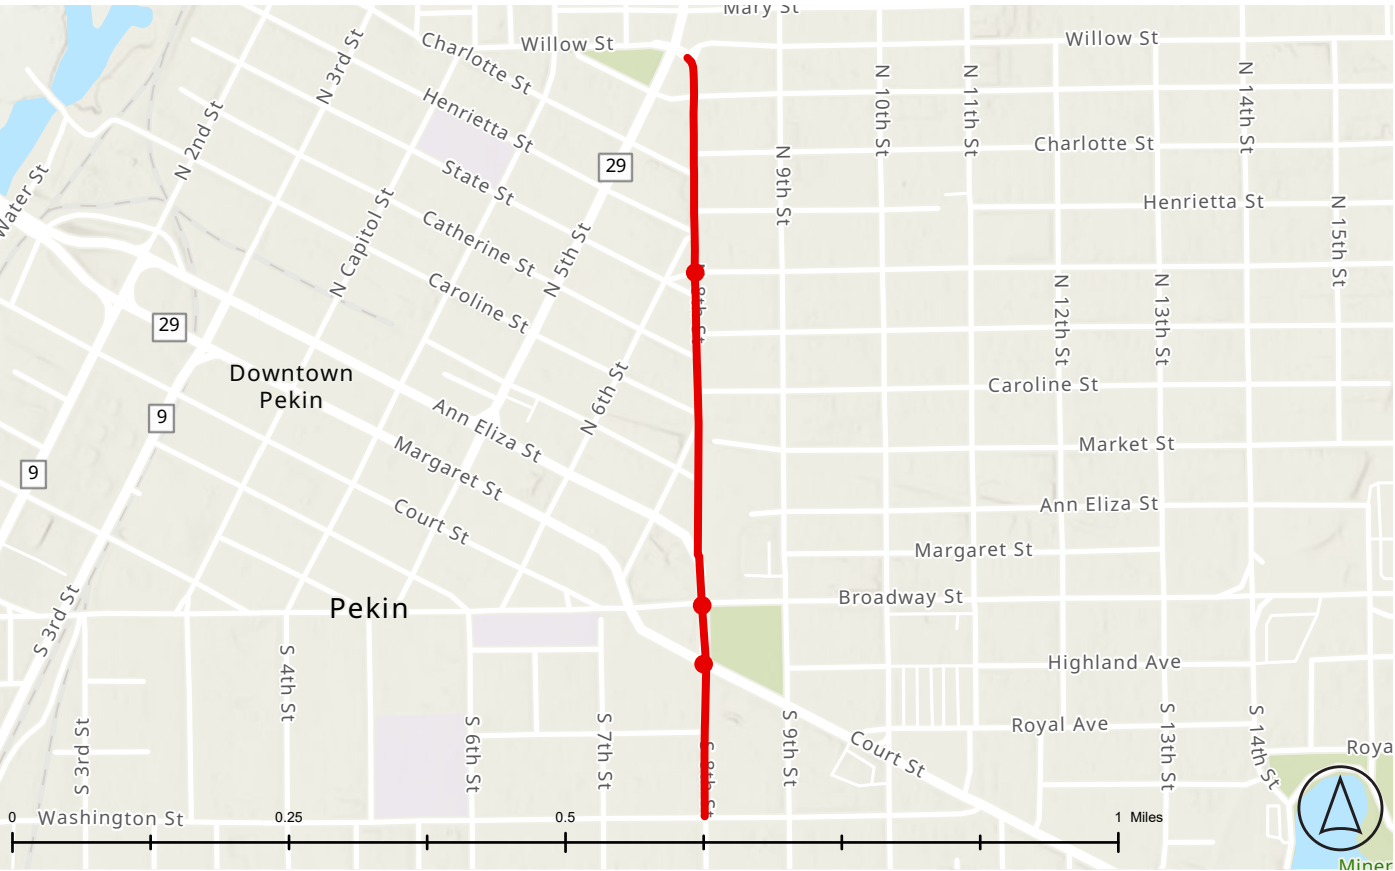 Mary St
Willow St
Willow St
Charlotte St
N 3rd St
N 10th St
N 11th St
N 14th St
Henrietta St
N 2nd St
Charlotte St
29
N 9th St
State St
Water St
N Capitol St
Henrietta St
N 15th St
Catherine St
N 5th St
Caroline St
N 8th St
N 12th St
N 13th St
29
Downtown
Pekin
N 6th St
Caroline St
9
Ann Eliza St
Market St
9
Margaret St
Court St
Ann Eliza St
Margaret St
Broadway St
Pekin
S 3rd St
S 4th St
Highland Ave
S 3rd St
S 6th St
S 7th St
S 8th St
S 9th St
Court St
Royal Ave
S 13th St
S 14th St
Roya
0
0.25
0.5
1 Miles
Washington St
Miner